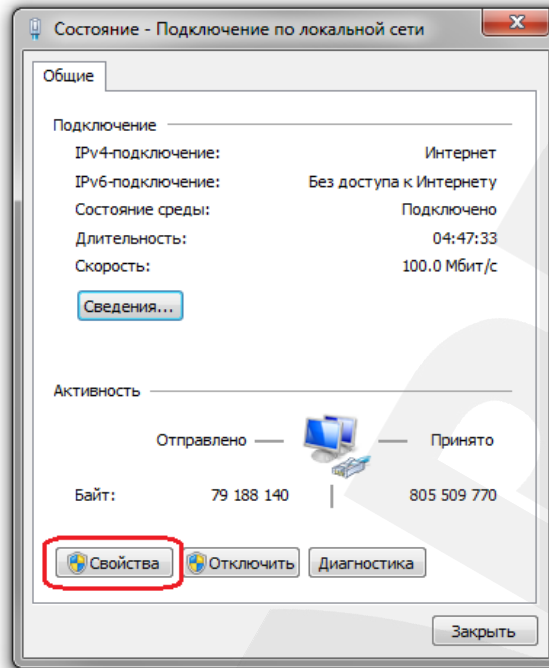 Состояние - Подключение по локальной сети
Общие
Подключение
IPv4-подключение: Интернет
IPv6-подключение: Без доступа к Интернету
Состояние среды: Подключено
Длительность: 04:47:33
Скорость: 100.0 Мбит/с
Сведения...
Активность
Отправлено Принято
Байт: 79 188 140 805 509 770
Свойства Отключить Диагностика
Закрыть